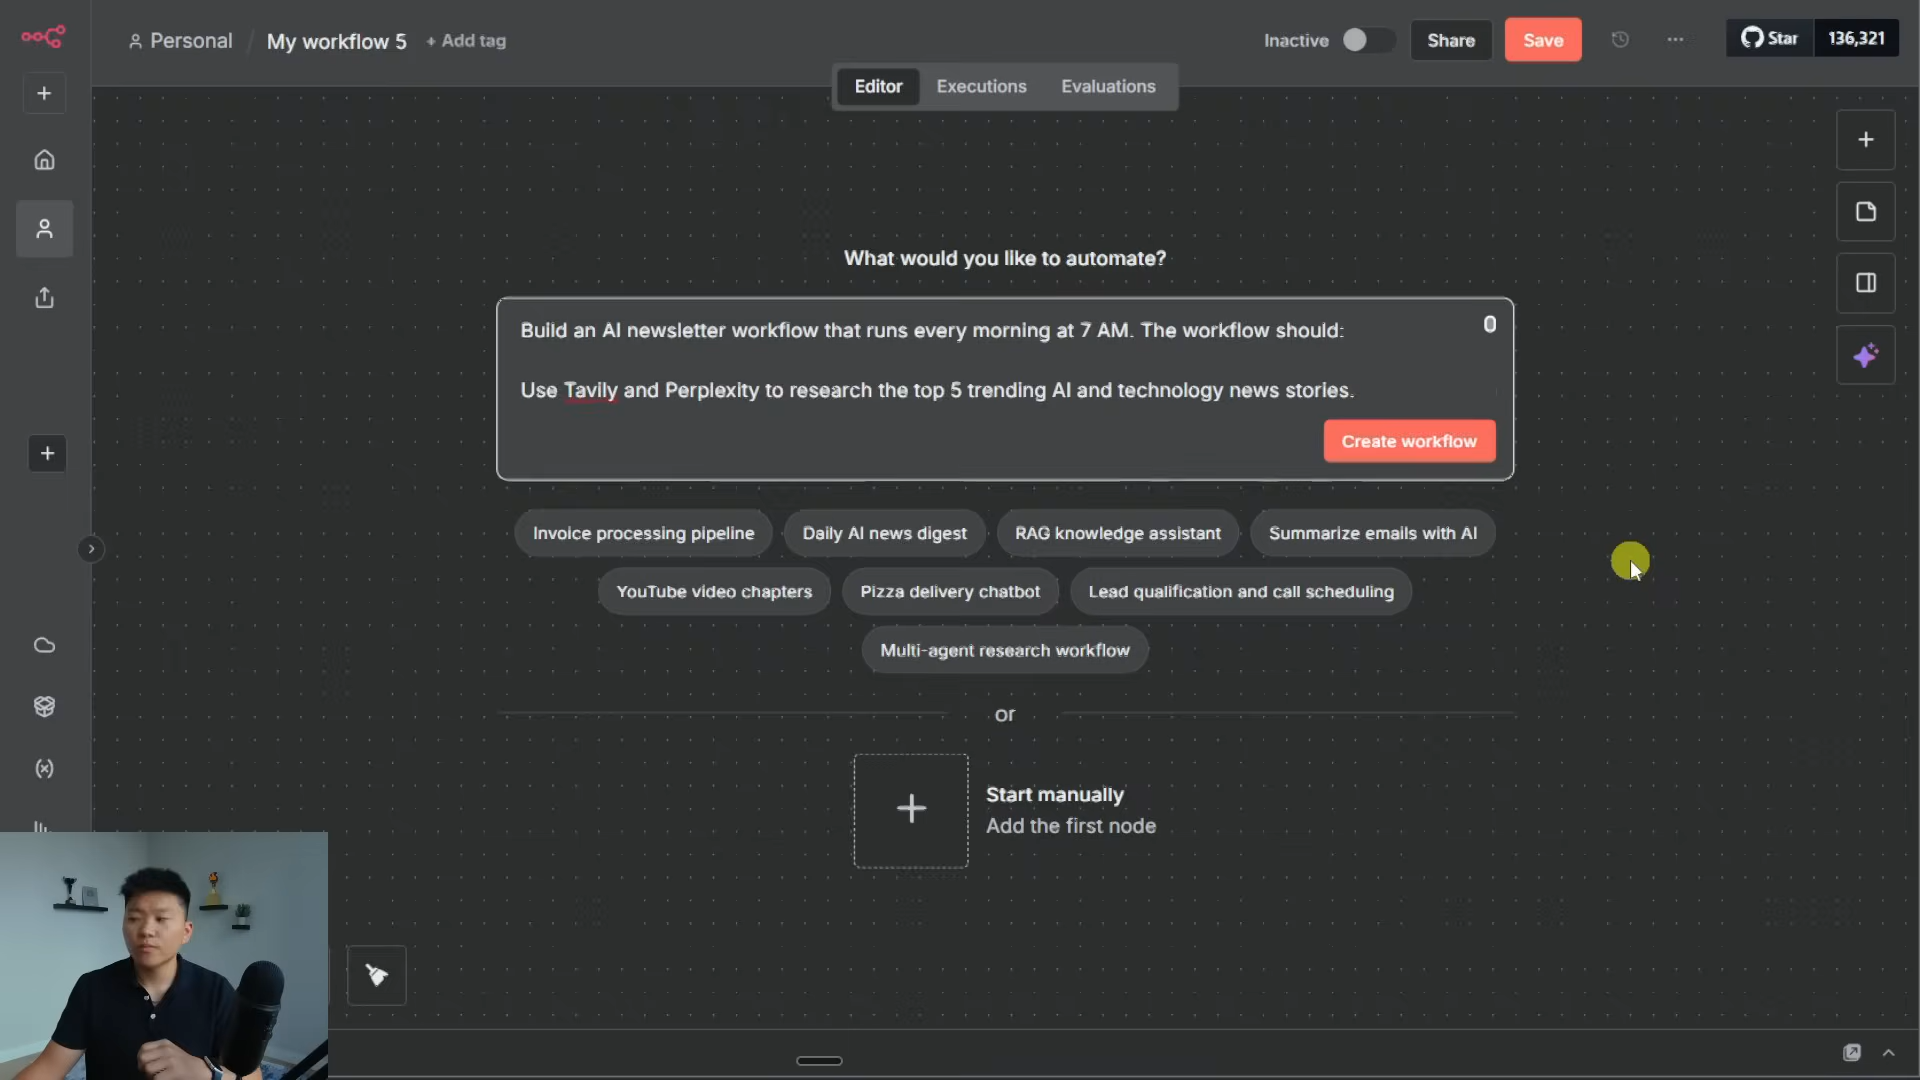 Personal / My workflow 5 + Add tag
Inactive
Share
Save
Star 136,321
Editor Executions Evaluations
What would you like to automate?
Build an AI newsletter workflow that runs every morning at 7 AM. The workflow should:
Use Tavily and Perplexity to research the top 5 trending AI and technology news stories.
Create workflow
Invoice processing pipeline
Daily AI news digest
RAG knowledge assistant
Summarize emails with AI
YouTube video chapters
Pizza delivery chatbot
Lead qualification and call scheduling
Multi-agent research workflow
or
Start manually
Add the first node